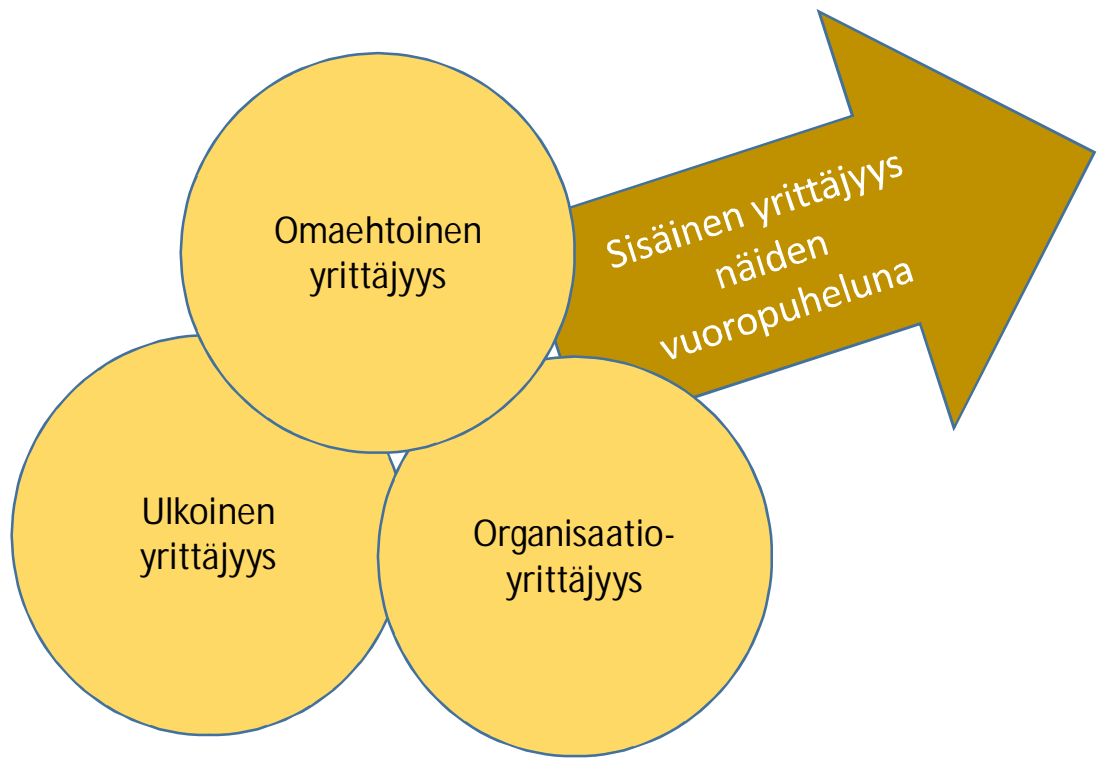 Omaehtoinen
yrittäjyys
Sisäinen yrittäjyys
näiden
vuoropuheluna
Ulkoinen
yrittäjyys
Organisaatio-
yrittäjyys